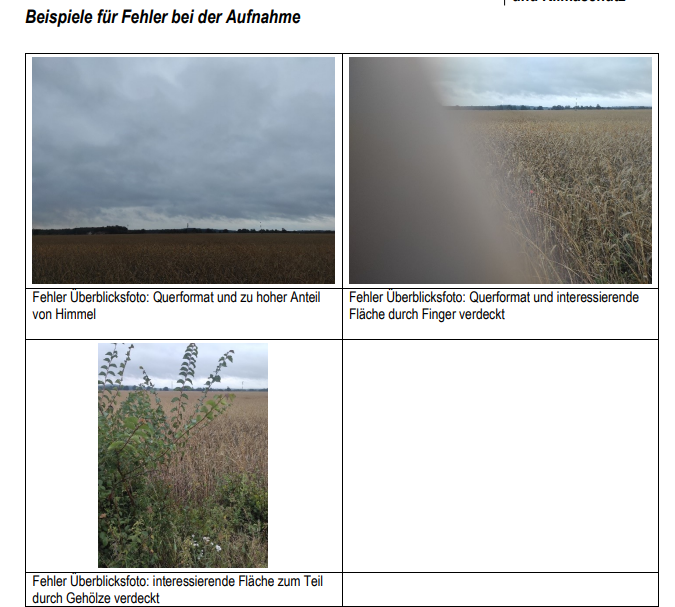 Beispiele für Fehler bei der Aufnahme
Fehler Überblicksfoto: Querformat und zu hoher Anteil
von Himmel
Fehler Überblicksfoto: Querformat und interessierende
Fläche durch Finger verdeckt
Fehler Überblicksfoto: interessierende Fläche zum Teil
durch Gehölze verdeckt